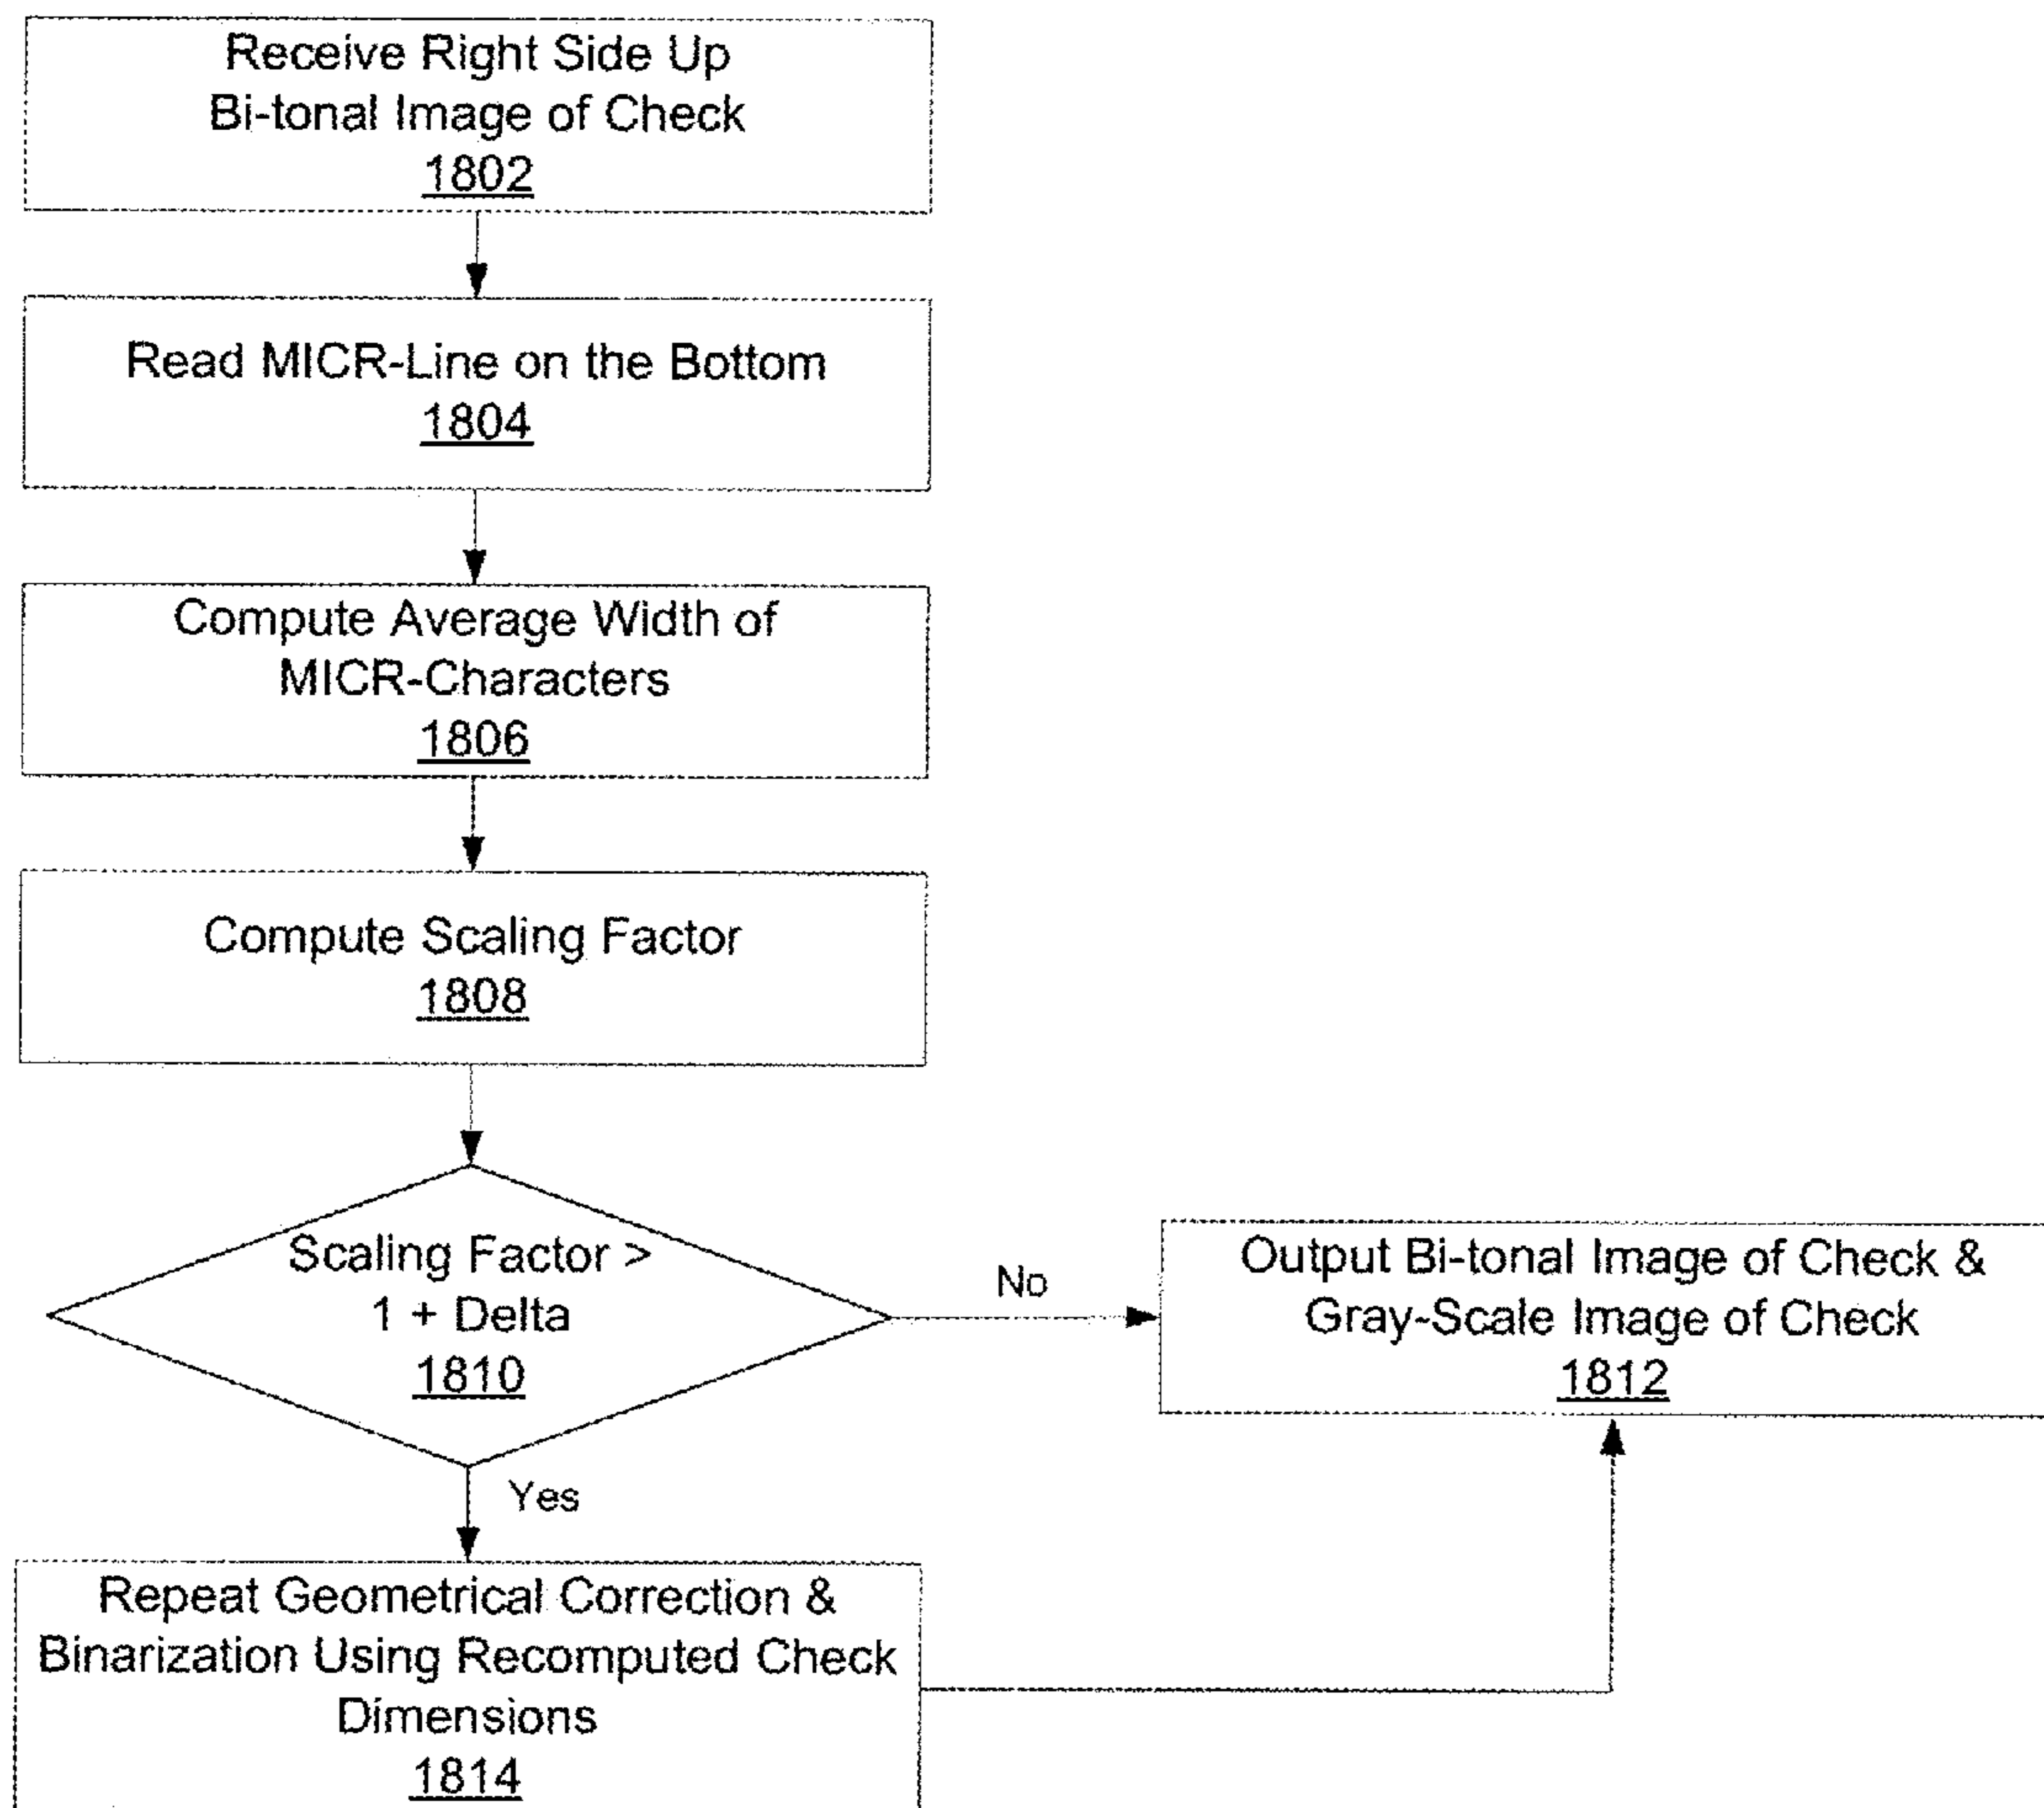 Receive Right Side Up
Bi-tonal Image of Check
1802
Read MICR-Line on the Bottom
1804
Compute Average Width of
MICR-Characters
1806
Compute Scaling Factor
1808
Scaling Factor >
1 + Delta
1810
No
Output Bi-tonal Image of Check &
Gray-Scale Image of Check
1812
Yes
Repeat Geometrical Correction &
Binarization Using Recomputed Check
Dimensions
1814